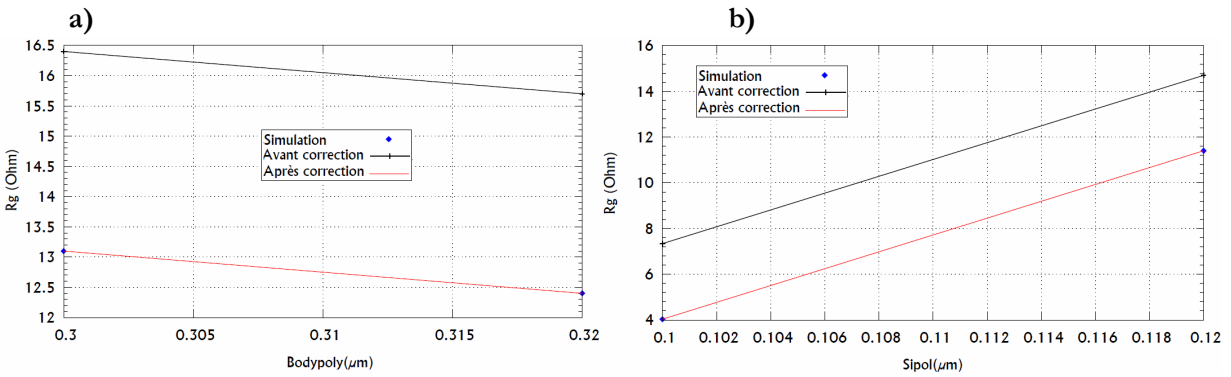 a)
16.5
16
15.5
15
14.5
14
13.5
13
12.5
12
Rg (Ohm)
Simulation
Avant correction
Après correction
0.3
0.305
0.31
0.315
0.32
Bodypoly(µm)
b)
16
14
12
10
8
6
4
Rg (Ohm)
Simulation
Avant correction
Après correction
0.1
0.102
0.104
0.106
0.108
0.11
0.112
0.114
0.116
0.118
0.12
Sipol(µm)